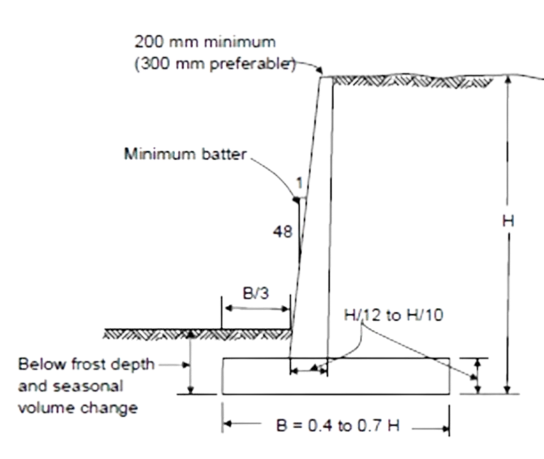 200 mm minimum
(300 mm preferable)
Minimum batter
1
48
H
B/3
H/12 to H/10
Below frost depth
and seasonal
volume change
B = 0.4 to 0.7 H